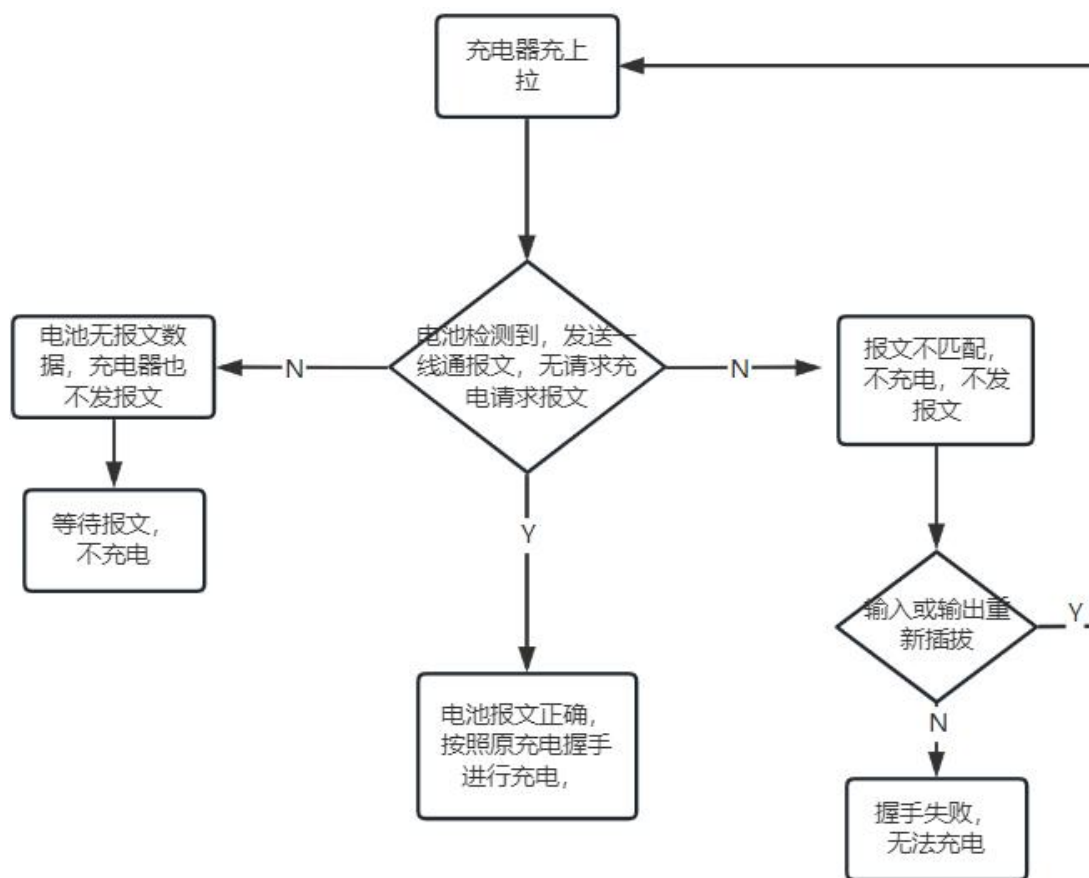 充电器充上
拉
电池检测到，发送一
线通报文，无请求充
电请求报文
N
电池无报文数
据，充电器也
不发报文
等待报文，
不充电
N
报文不匹配，
不充电，不发
报文
Y
电池报文正确，
按照原充电握手
进行充电，
输入或输出重
新插拔
Y
N
握手失败，
无法充电